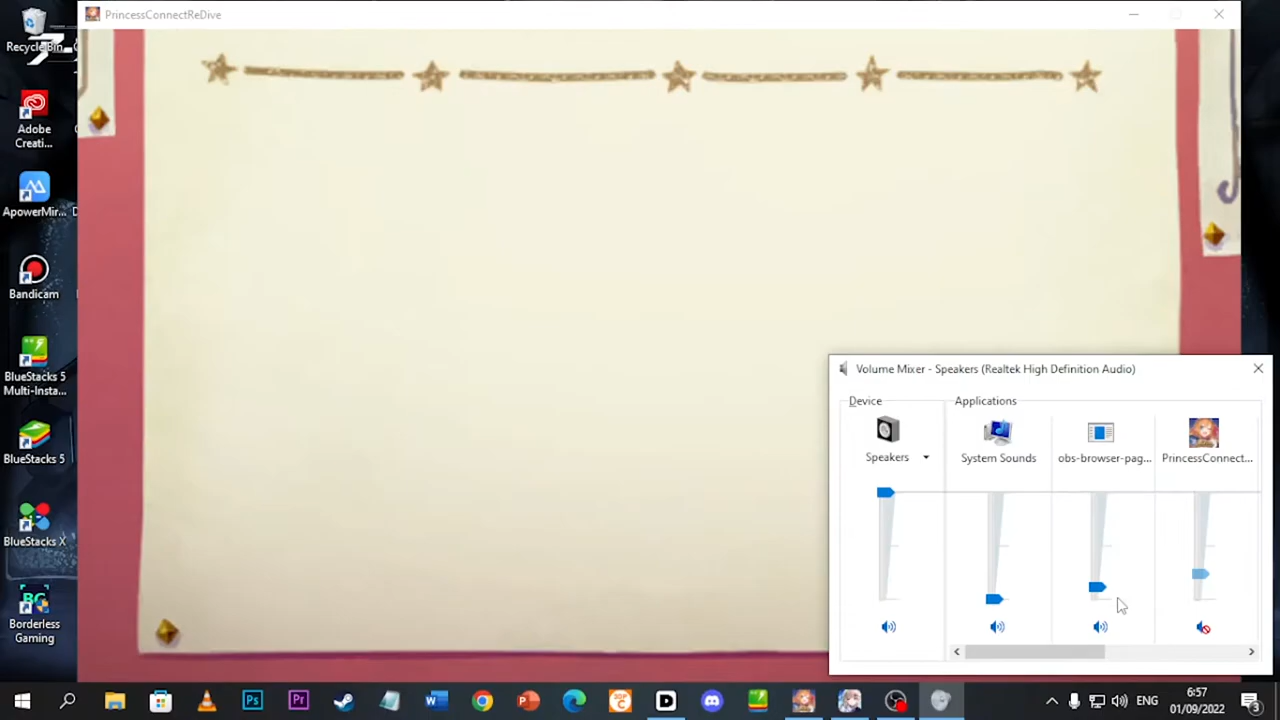 PrincessConnectReDive
Recycle Bin
Adobe
Creati...
ApowerMir...
Bandicam
BlueStacks 5
Multi-Insta...
BlueStacks 5
BlueStacks X
Borderless
Gaming
Volume Mixer - Speakers (Realtek High Definition Audio)
Device
Applications
Speakers
System Sounds
obs-browser-pag...
PrincessConnect...
ENG
6:57
01/09/2022
3